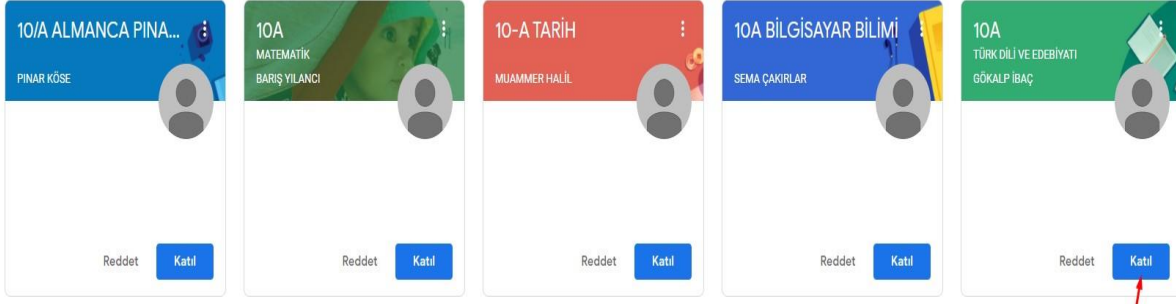 10/A ALMANCA PINA...
PINAR KÖSE
Reddet
Katıl
10A
MATEMATİK
BARIŞ YILANCI
Reddet
Katıl
10-A TARİH
MUAMMER HALİL
Reddet
Katıl
10A BİLGİSAYAR BİLİMİ
SEMA ÇAKIRLAR
Reddet
Katıl
10A
TÜRK DİLİ VE EDEBİYATI
GÖKALP İBAÇ
Reddet
Katıl